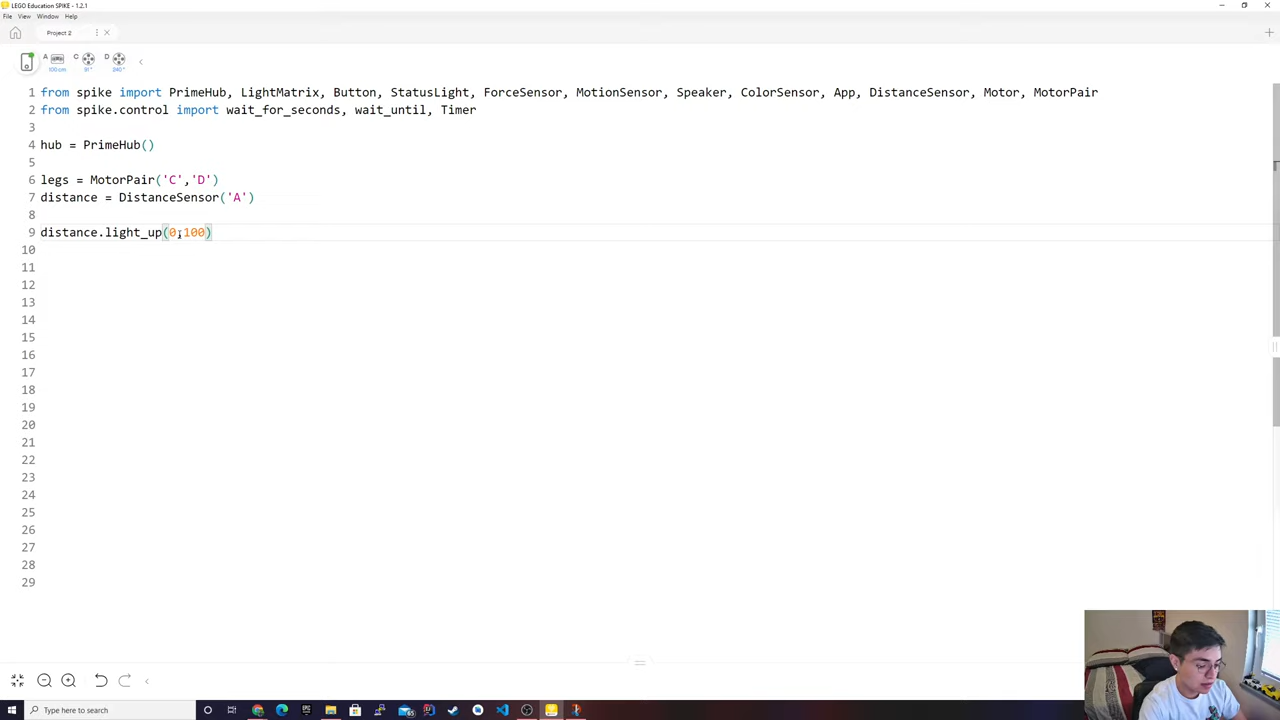 LEGO Education SPIKE - 1.2.1
File View Window Help
Project 2
A C D
100 cm 91° 240°
1 from spike import PrimeHub, LightMatrix, Button, StatusLight, ForceSensor, MotionSensor, Speaker, ColorSensor, App, DistanceSensor, Motor, MotorPair
2 from spike.control import wait_for_seconds, wait_until, Timer
3
4 hub = PrimeHub()
5
6 legs = MotorPair('C','D')
7 distance = DistanceSensor('A')
8
9 distance.light_up(0,100)
10
11
12
13
14
15
16
17
18
19
20
21
22
23
24
25
26
27
28
29
Type here to search